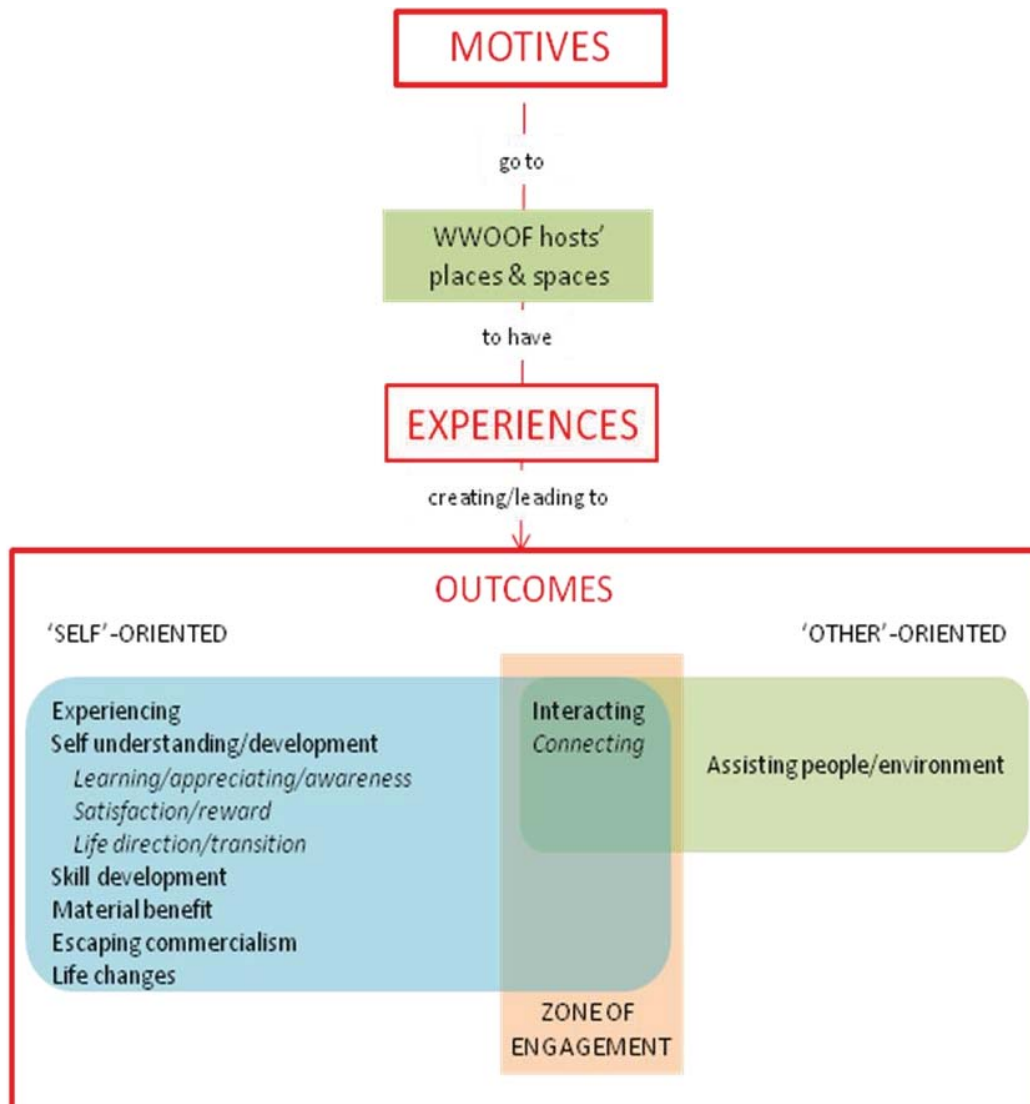 MOTIVES
go to
WWOOF hosts'
places & spaces
to have
EXPERIENCES
creating/leading to
OUTCOMES
‘SELF’-ORIENTED
‘OTHER’-ORIENTED
Experiencing
Self understanding/development
Learning/appreciating/awareness
Satisfaction/reward
Life direction/transition
Skill development
Material benefit
Escaping commercialism
Life changes
Interacting
Connecting
Assisting people/environment
ZONE OF
ENGAGEMENT